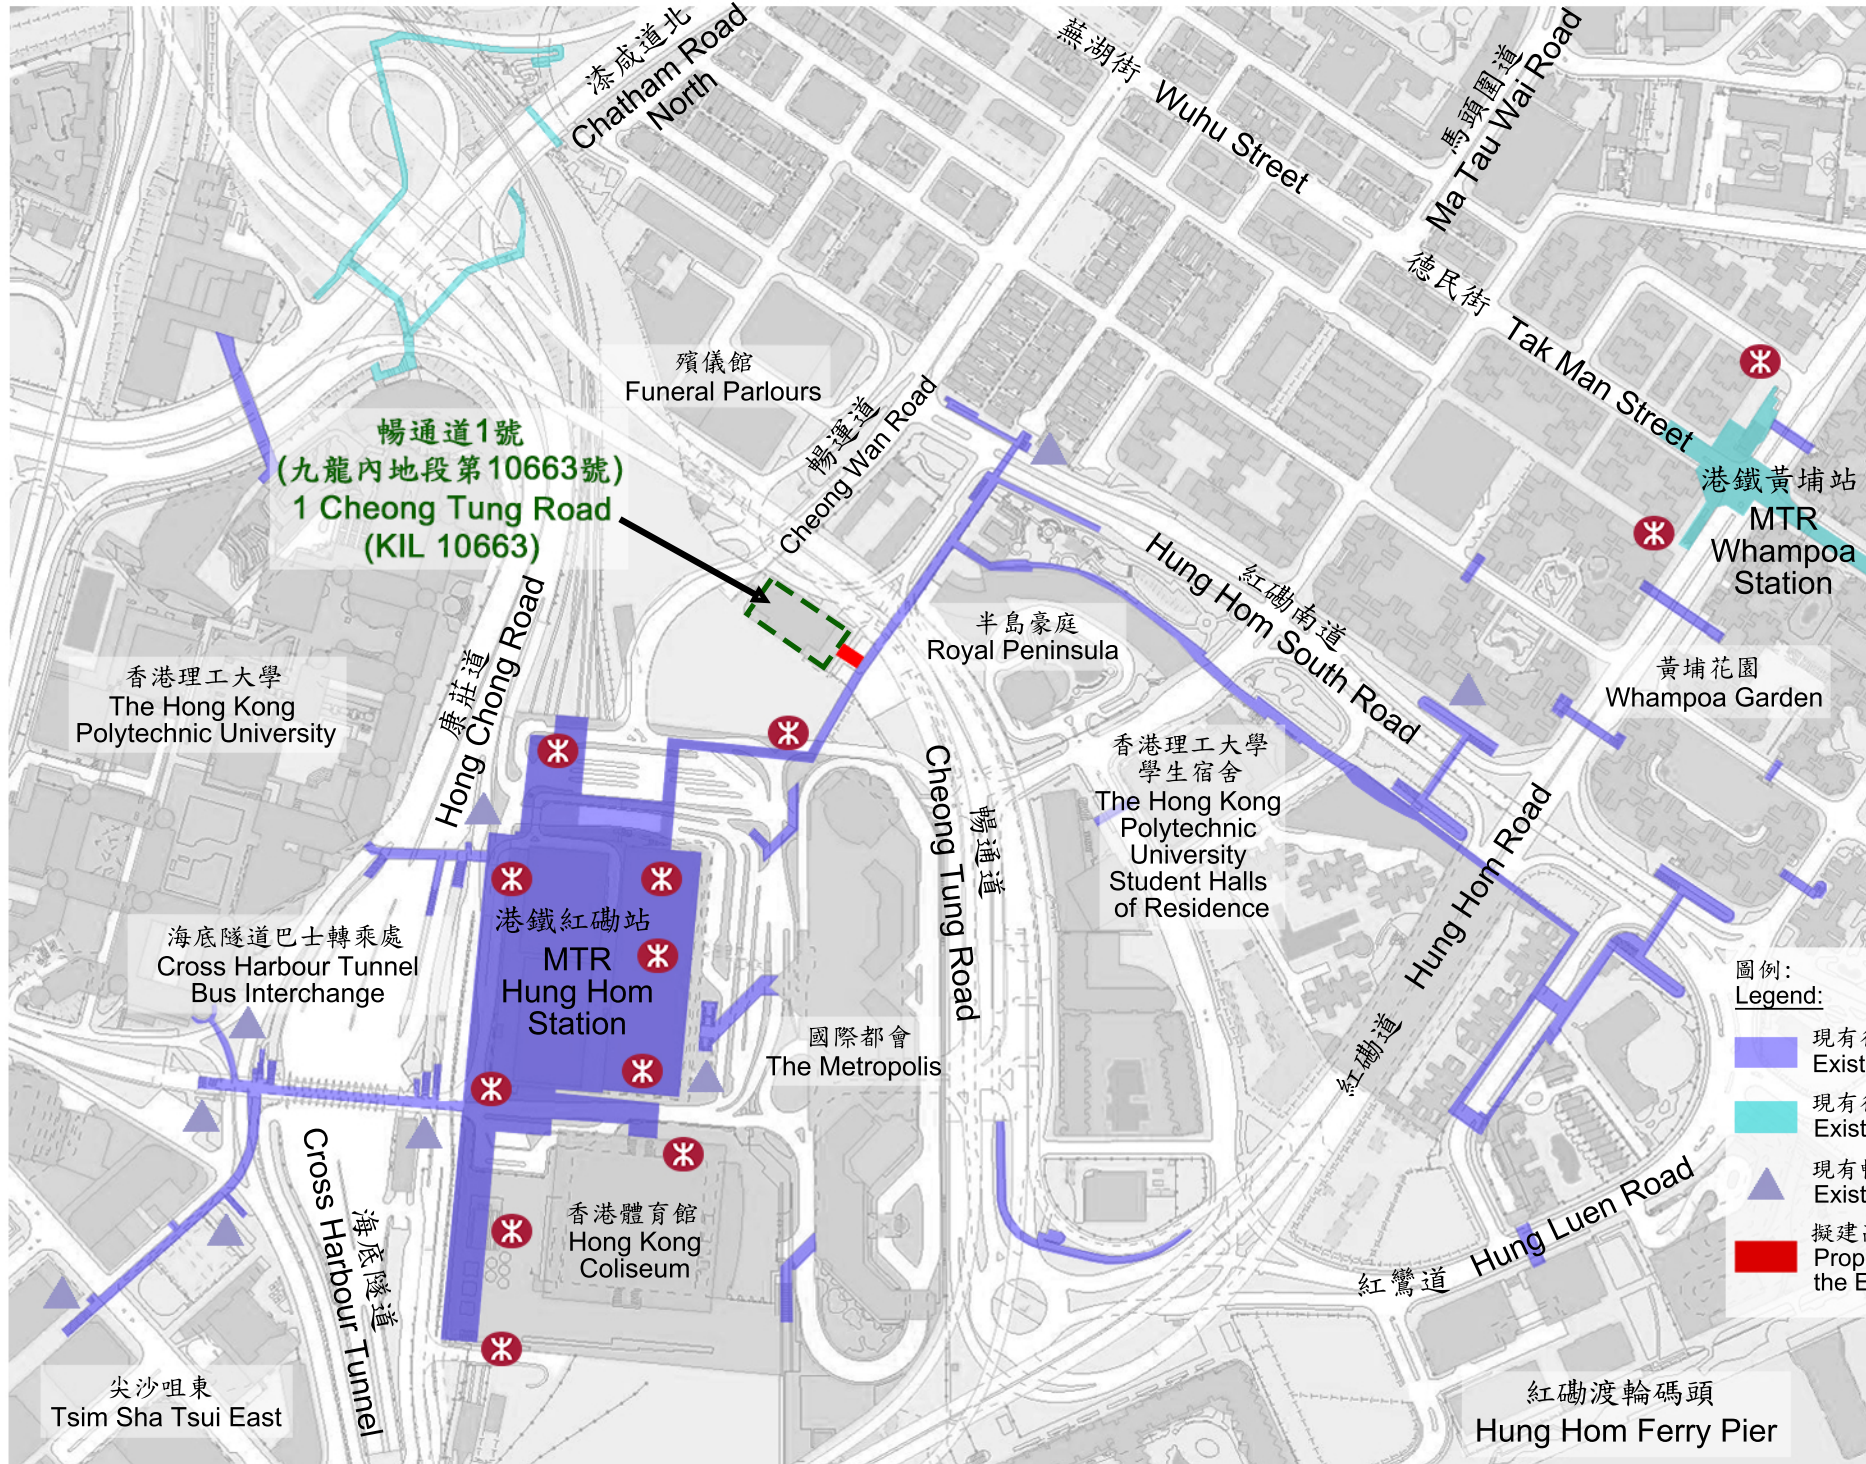 漆咸道北
Chatham Road
North
蕪湖街 Wuhu Street
馬頭圍道
Ma Tau Wai Road
德民街 Tak Man Street
殯儀館
Funeral Parlours
暢運道
Cheong Wan Road
暢通道1號
(九龍內地段第10663號)
1 Cheong Tung Road
(KIL 10663)
港鐵黃埔站
MTR
Whampoa
Station
紅磡南道
Hung Hom South Road
半島豪庭
Royal Peninsula
黃埔花園
Whampoa Garden
香港理工大學
The Hong Kong
Polytechnic University
康莊道
Hong Chong Road
香港理工大學
學生宿舍
The Hong Kong
Polytechnic
University
Student Halls
of Residence
暢通道
Cheong Tung Road
紅磡道 Hung Hom Road
港鐵紅磡站
MTR
Hung Hom
Station
海底隧道巴士轉乘處
Cross Harbour Tunnel
Bus Interchange
國際都會
The Metropolis
圖例:
Legend:
現有
Exist
現有
Exist
現有
Exist
擬建
Prop
the E
海底隧道
Cross Harbour Tunnel
香港體育館
Hong Kong
Coliseum
紅鸞道 Hung Luen Road
尖沙咀東
Tsim Sha Tsui East
紅磡渡輪碼頭
Hung Hom Ferry Pier